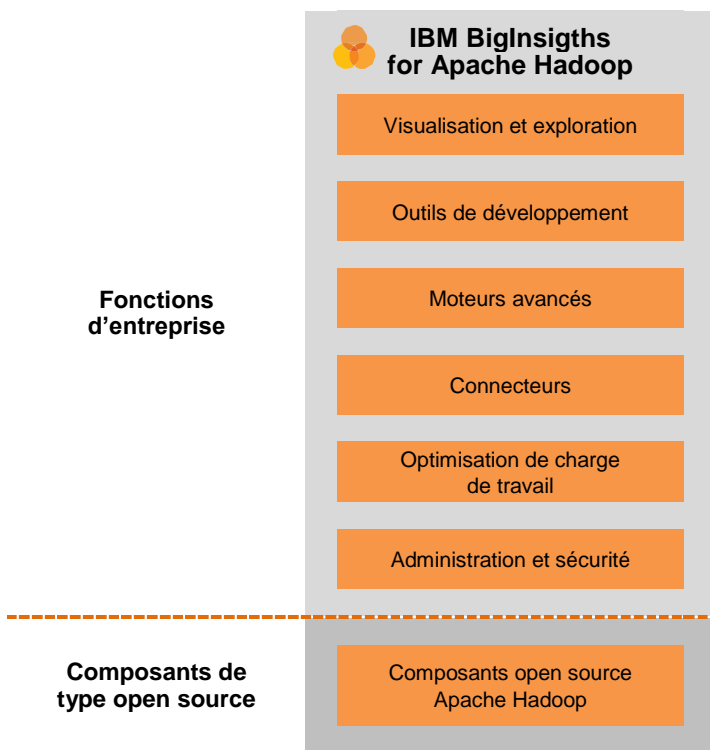 IBM BigInsigths
for Apache Hadoop
Visualisation et exploration
Outils de développement
Fonctions
d’entreprise
Moteurs avancés
Connecteurs
Optimisation de charge
de travail
Administration et sécurité
Composants de
type open source
Composants open source
Apache Hadoop